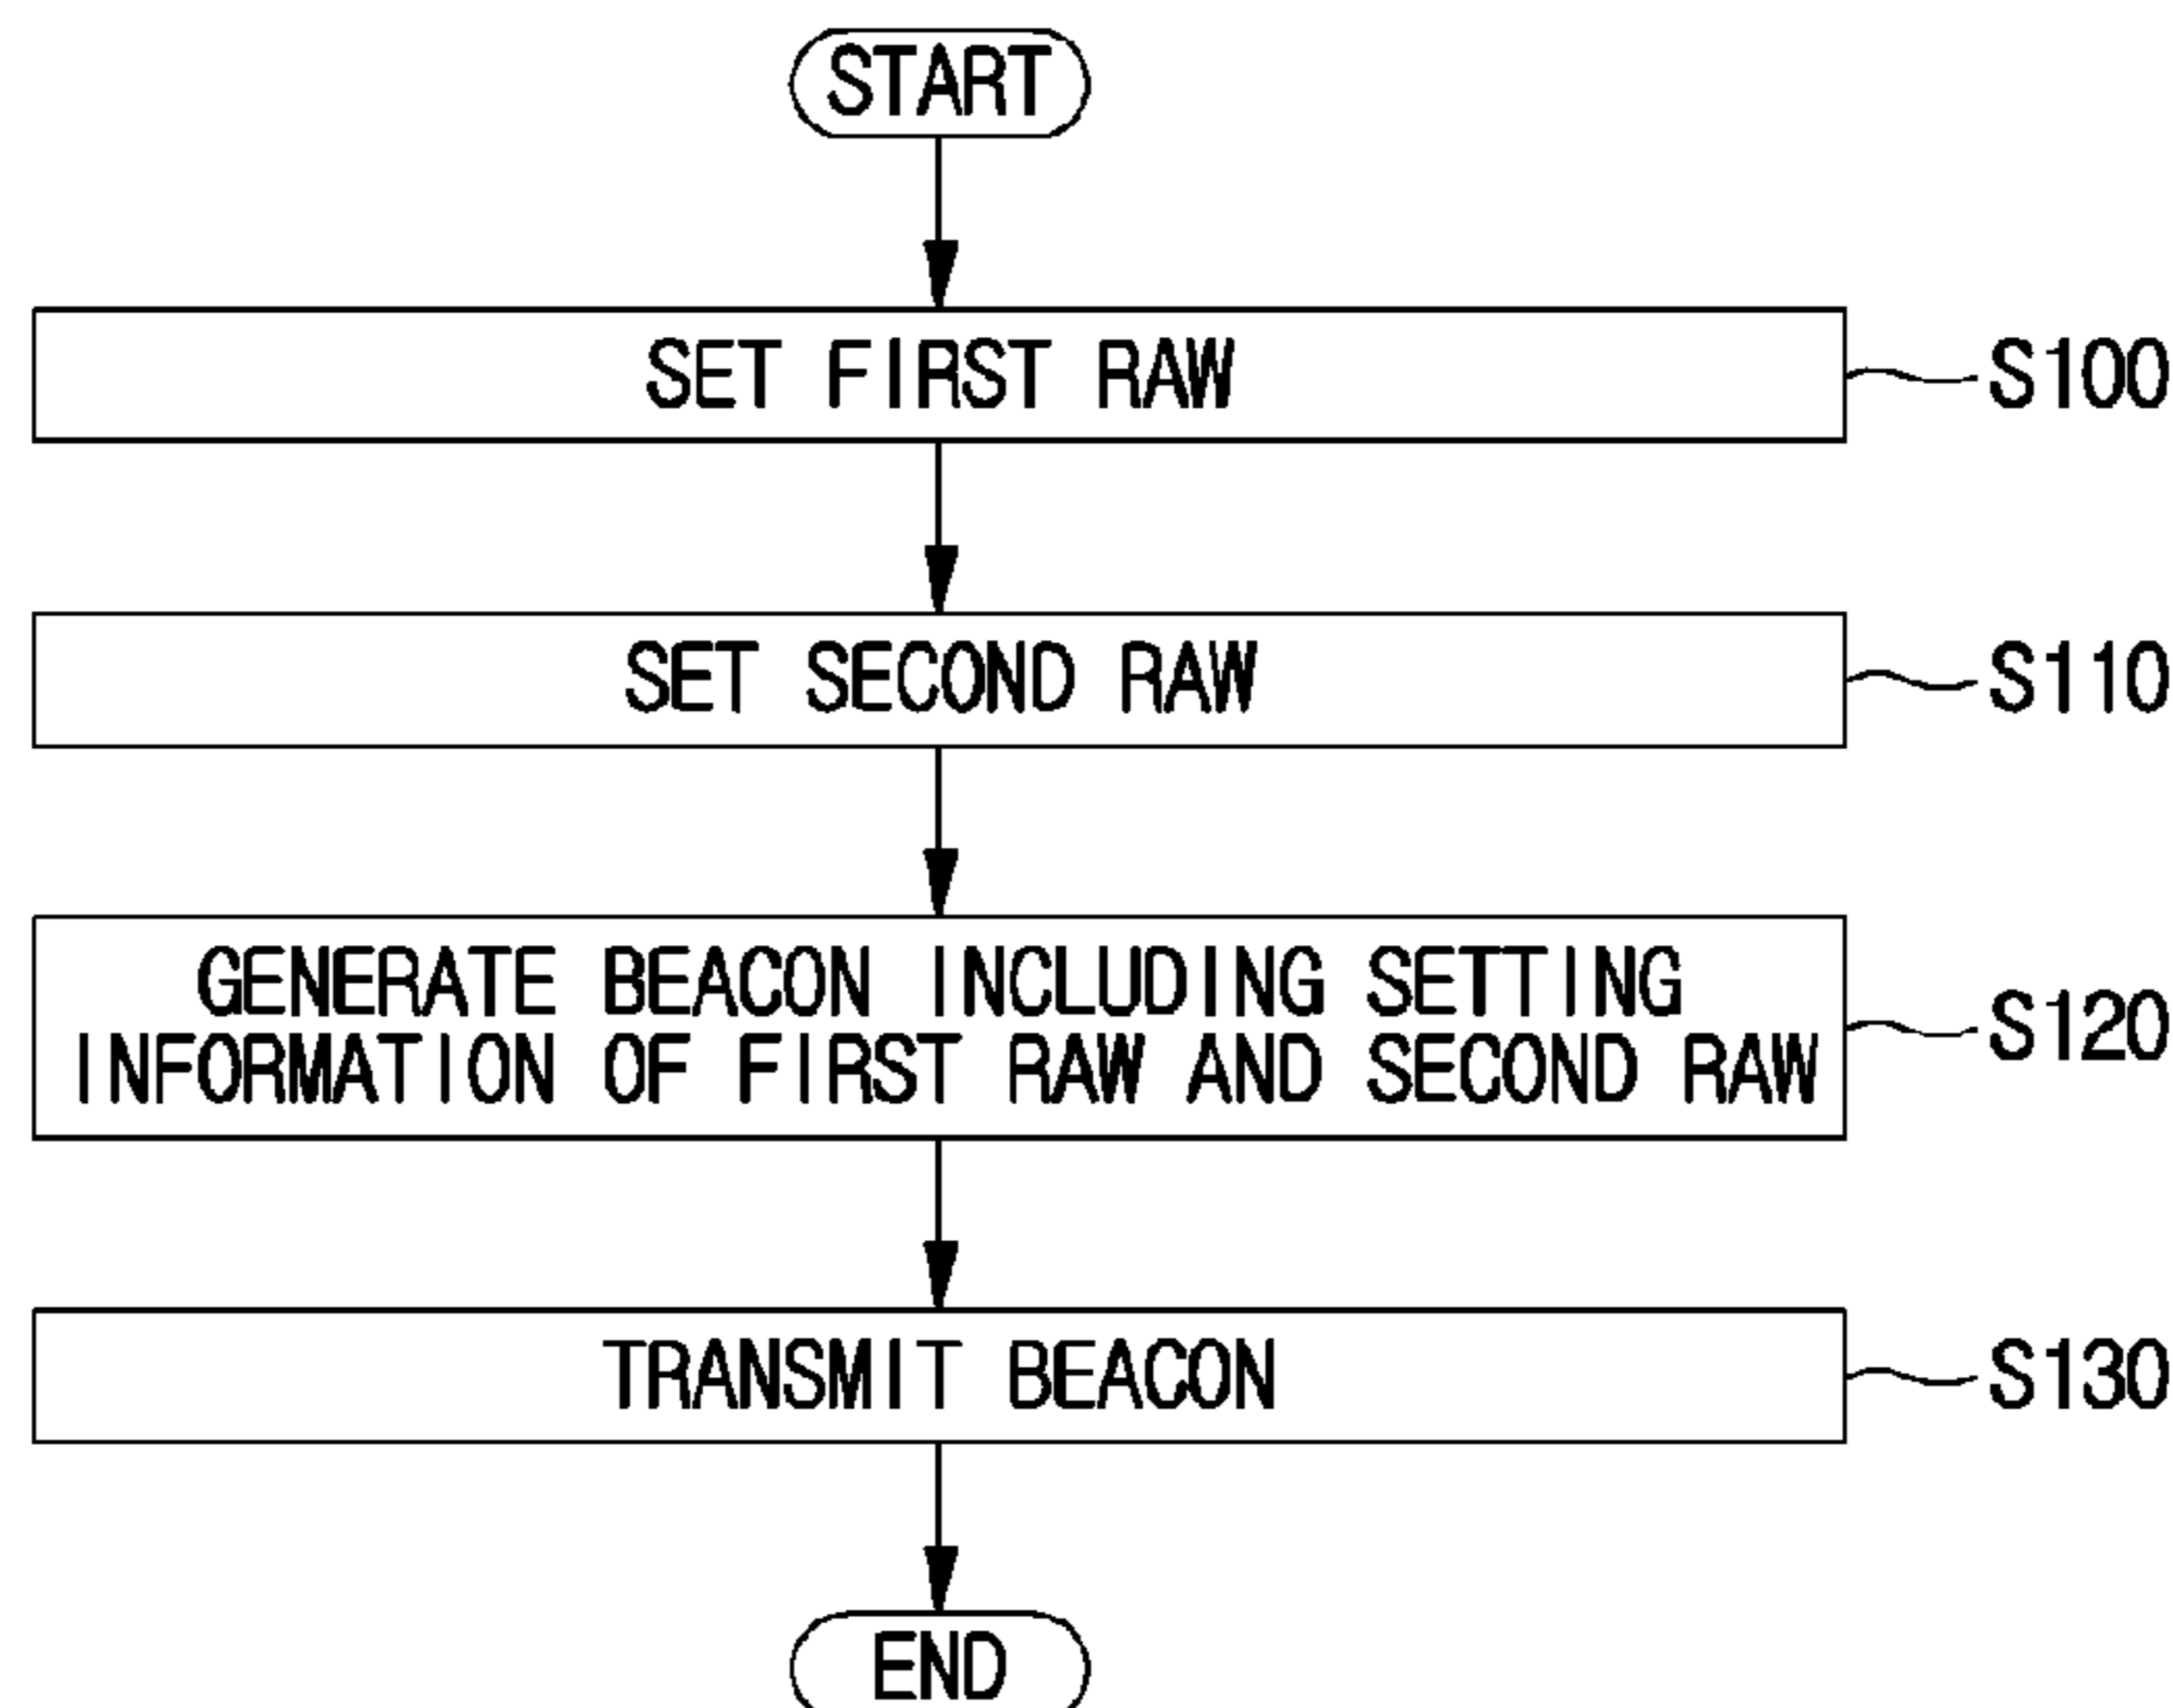 START
SET FIRST RAW
S100
SET SECOND RAW
S110
GENERATE BEACON INCLUDING SETTING
INFORMATION OF FIRST RAW AND SECOND RAW
S120
TRANSMIT BEACON
S130
END